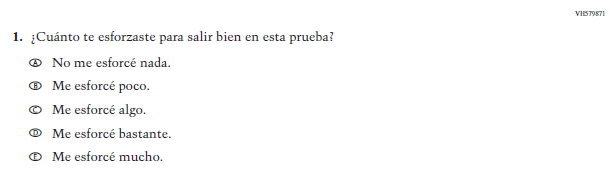 VH579871
1. ¿Cuánto te esforzaste para salir bien en esta prueba?
A No me esforcé nada.
B Me esforcé poco.
C Me esforcé algo.
D Me esforcé bastante.
E Me esforcé mucho.